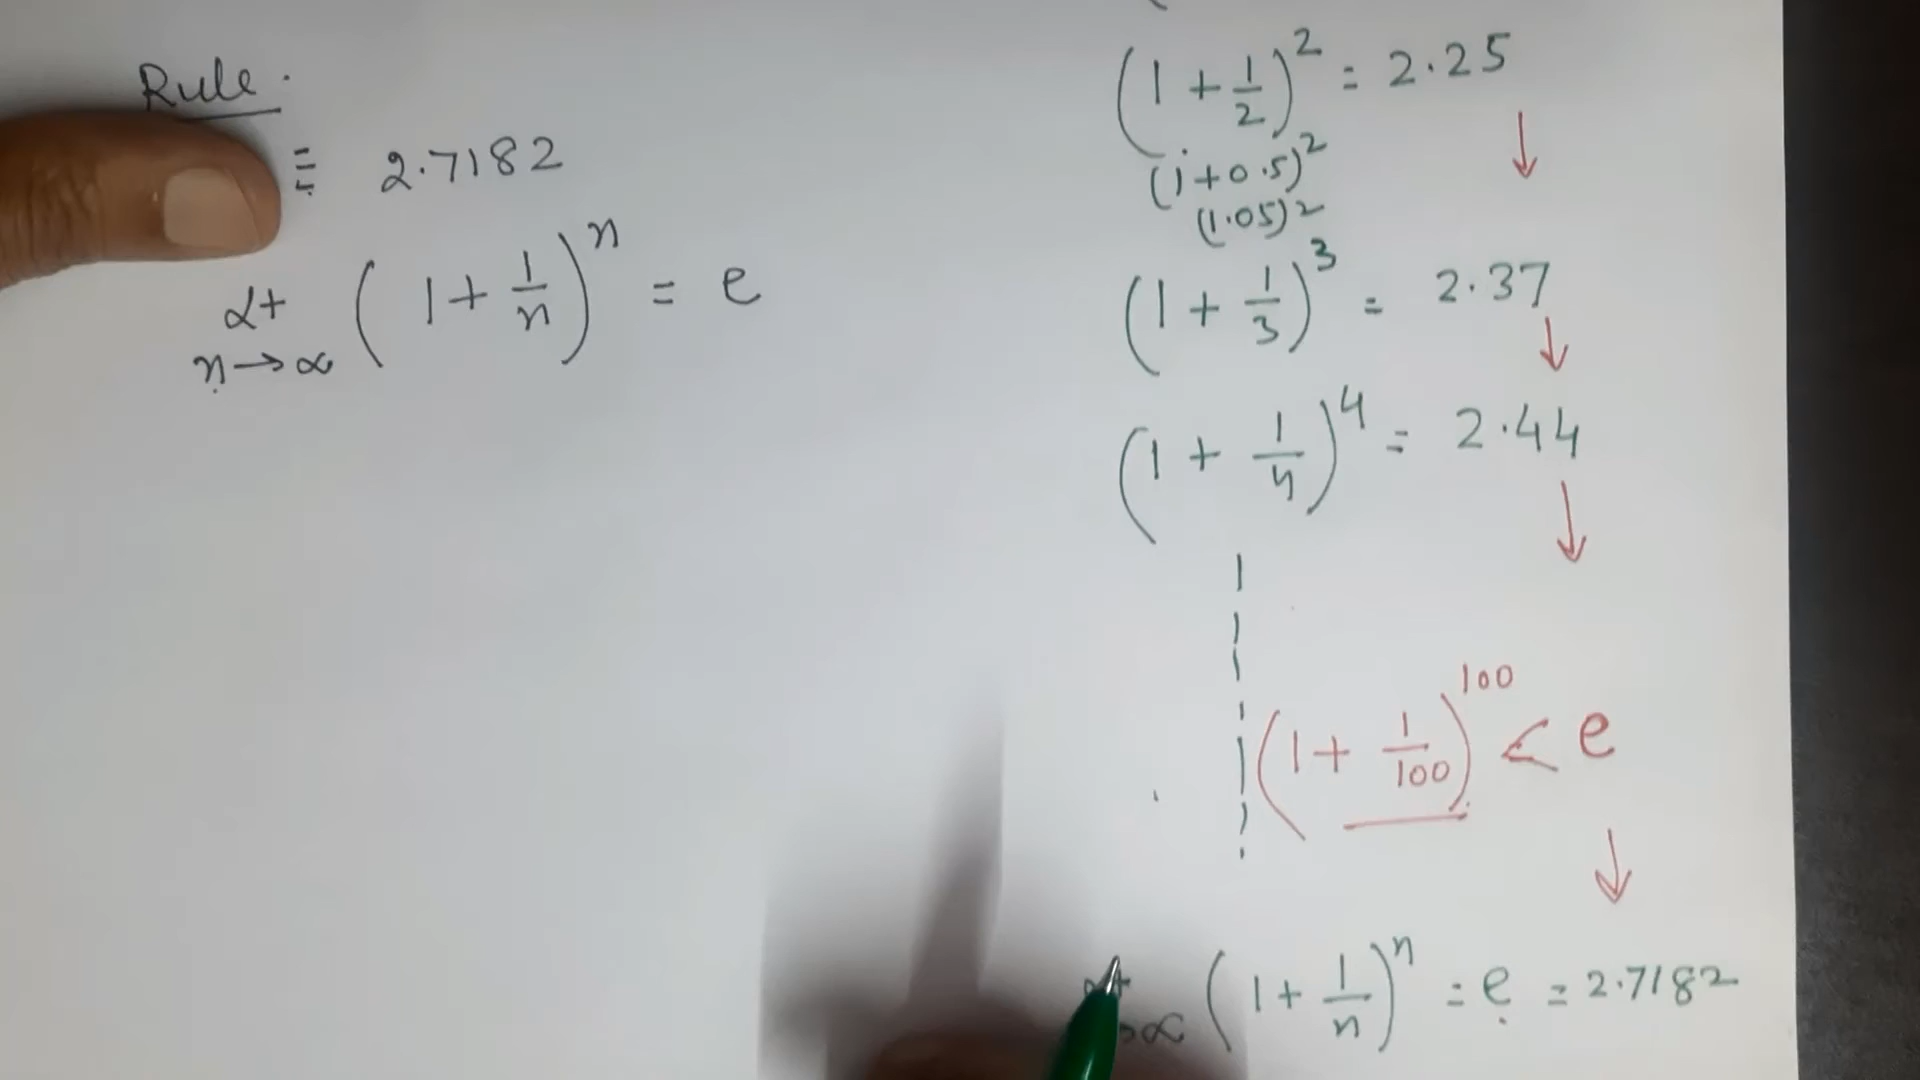 Rule.
= 2.7182
Lt (1 + 1/n)^n = e
n→∞
(1 + 1/2)^2 = 2.25
(1+0.5)^2
(1.05)^2
(1 + 1/3)^3 = 2.37
(1 + 1/4)^4 = 2.44
(1 + 1/100)^100 < e
(1 + 1/n)^n = e = 2.7182
∞